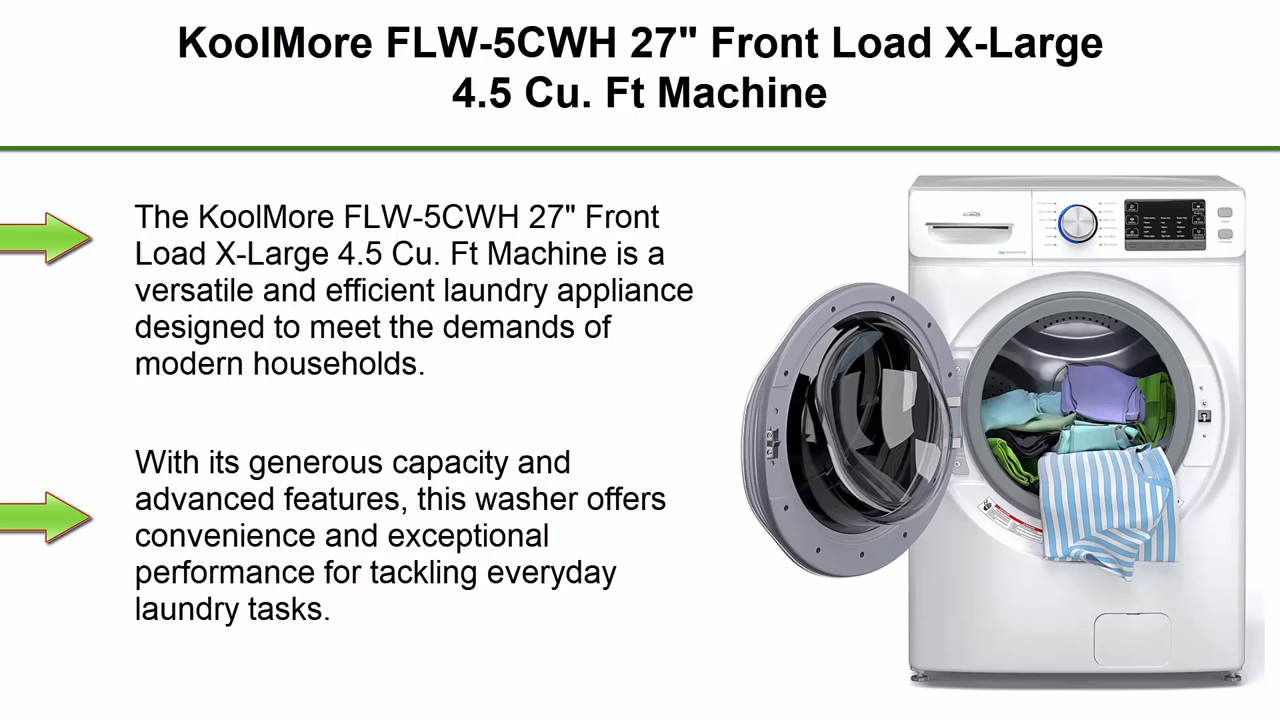 KoolMore FLW-5CWH 27" Front Load X-Large
4.5 Cu. Ft Machine
The KoolMore FLW-5CWH 27" Front
Load X-Large 4.5 Cu. Ft Machine is a
versatile and efficient laundry appliance
designed to meet the demands of
modern households.
With its generous capacity and
advanced features, this washer offers
convenience and exceptional
performance for tackling everyday
laundry tasks.